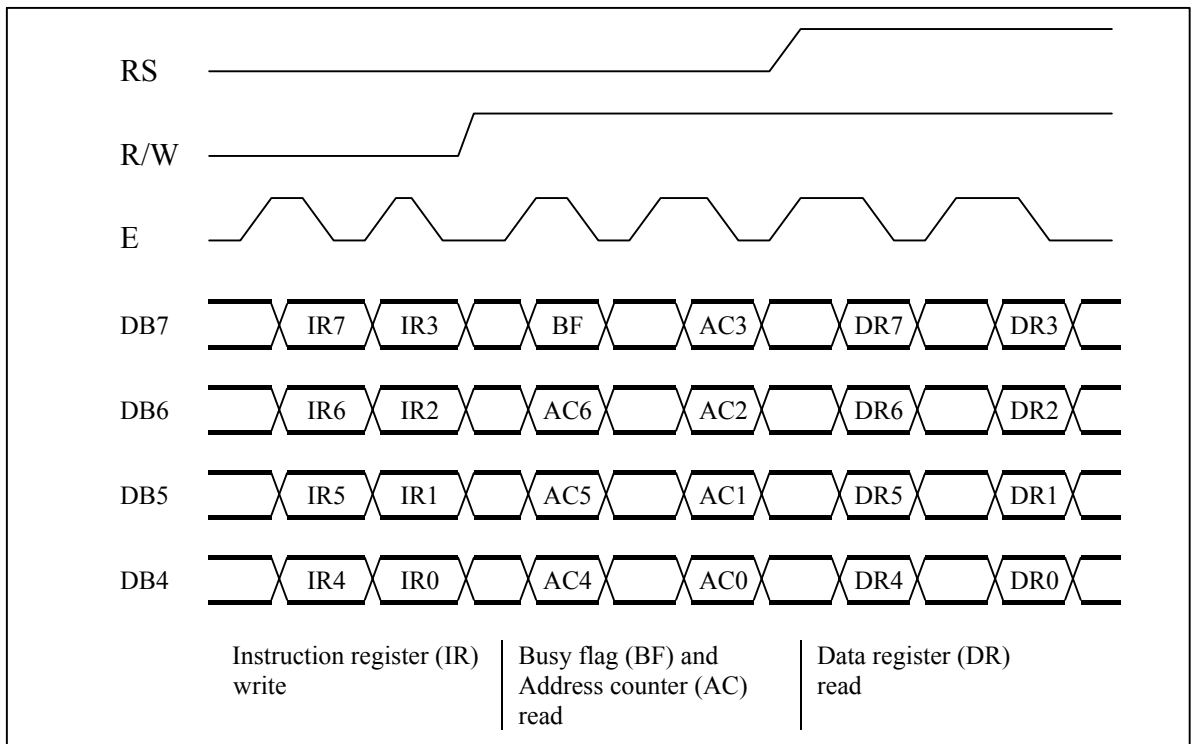 RS
R/W
E
DB7 IR7 IR3 BF AC3 DR7 DR3
DB6 IR6 IR2 AC6 AC2 DR6 DR2
DB5 IR5 IR1 AC5 AC1 DR5 DR1
DB4 IR4 IR0 AC4 AC0 DR4 DR0
Instruction register (IR)
write
Busy flag (BF) and
Address counter (AC)
read
Data register (DR)
read